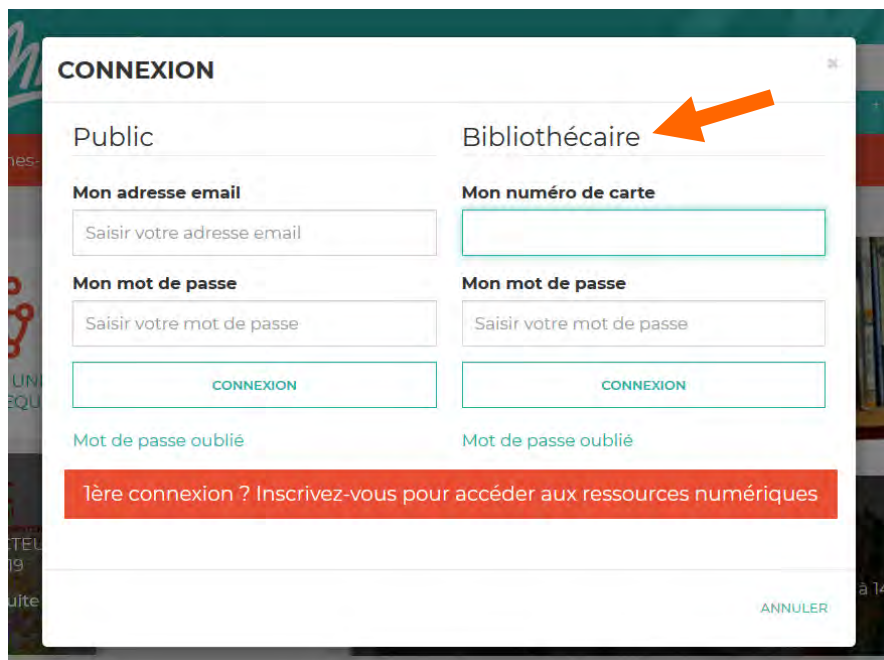 CONNEXION
Public
Mon adresse email
Saisir votre adresse email
Mon mot de passe
Saisir votre mot de passe
CONNEXION
Mot de passe oublié
Bibliothécaire
Mon numéro de carte
Mon mot de passe
Saisir votre mot de passe
CONNEXION
Mot de passe oublié
1ère connexion ? Inscrivez-vous pour accéder aux ressources numériques
ANNULER